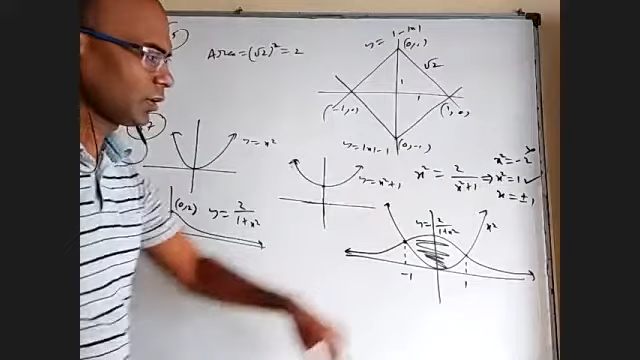 Area = (√2)² = 2
y = 1 - |x|
√2
1
1
(-1, 0)
(1, 0)
(0, -1)
y = |x| - 1
y = x²
y = x² + 1
(0, 2)
y = 2/(1+x²)
x² = 2/(x²+1) ⇒ x² = -2
x² = 1 ✓
x = ±1
y = 2/(1+x²)
x²
-1
1